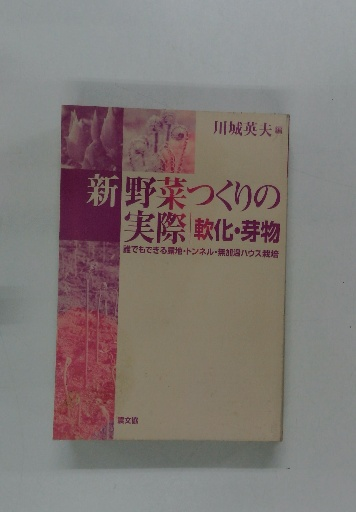 川城英夫 編
新 野菜つくりの
実際 軟化・芽物
誰でもできる露地・トンネル・無加温ハウス栽培
農文協